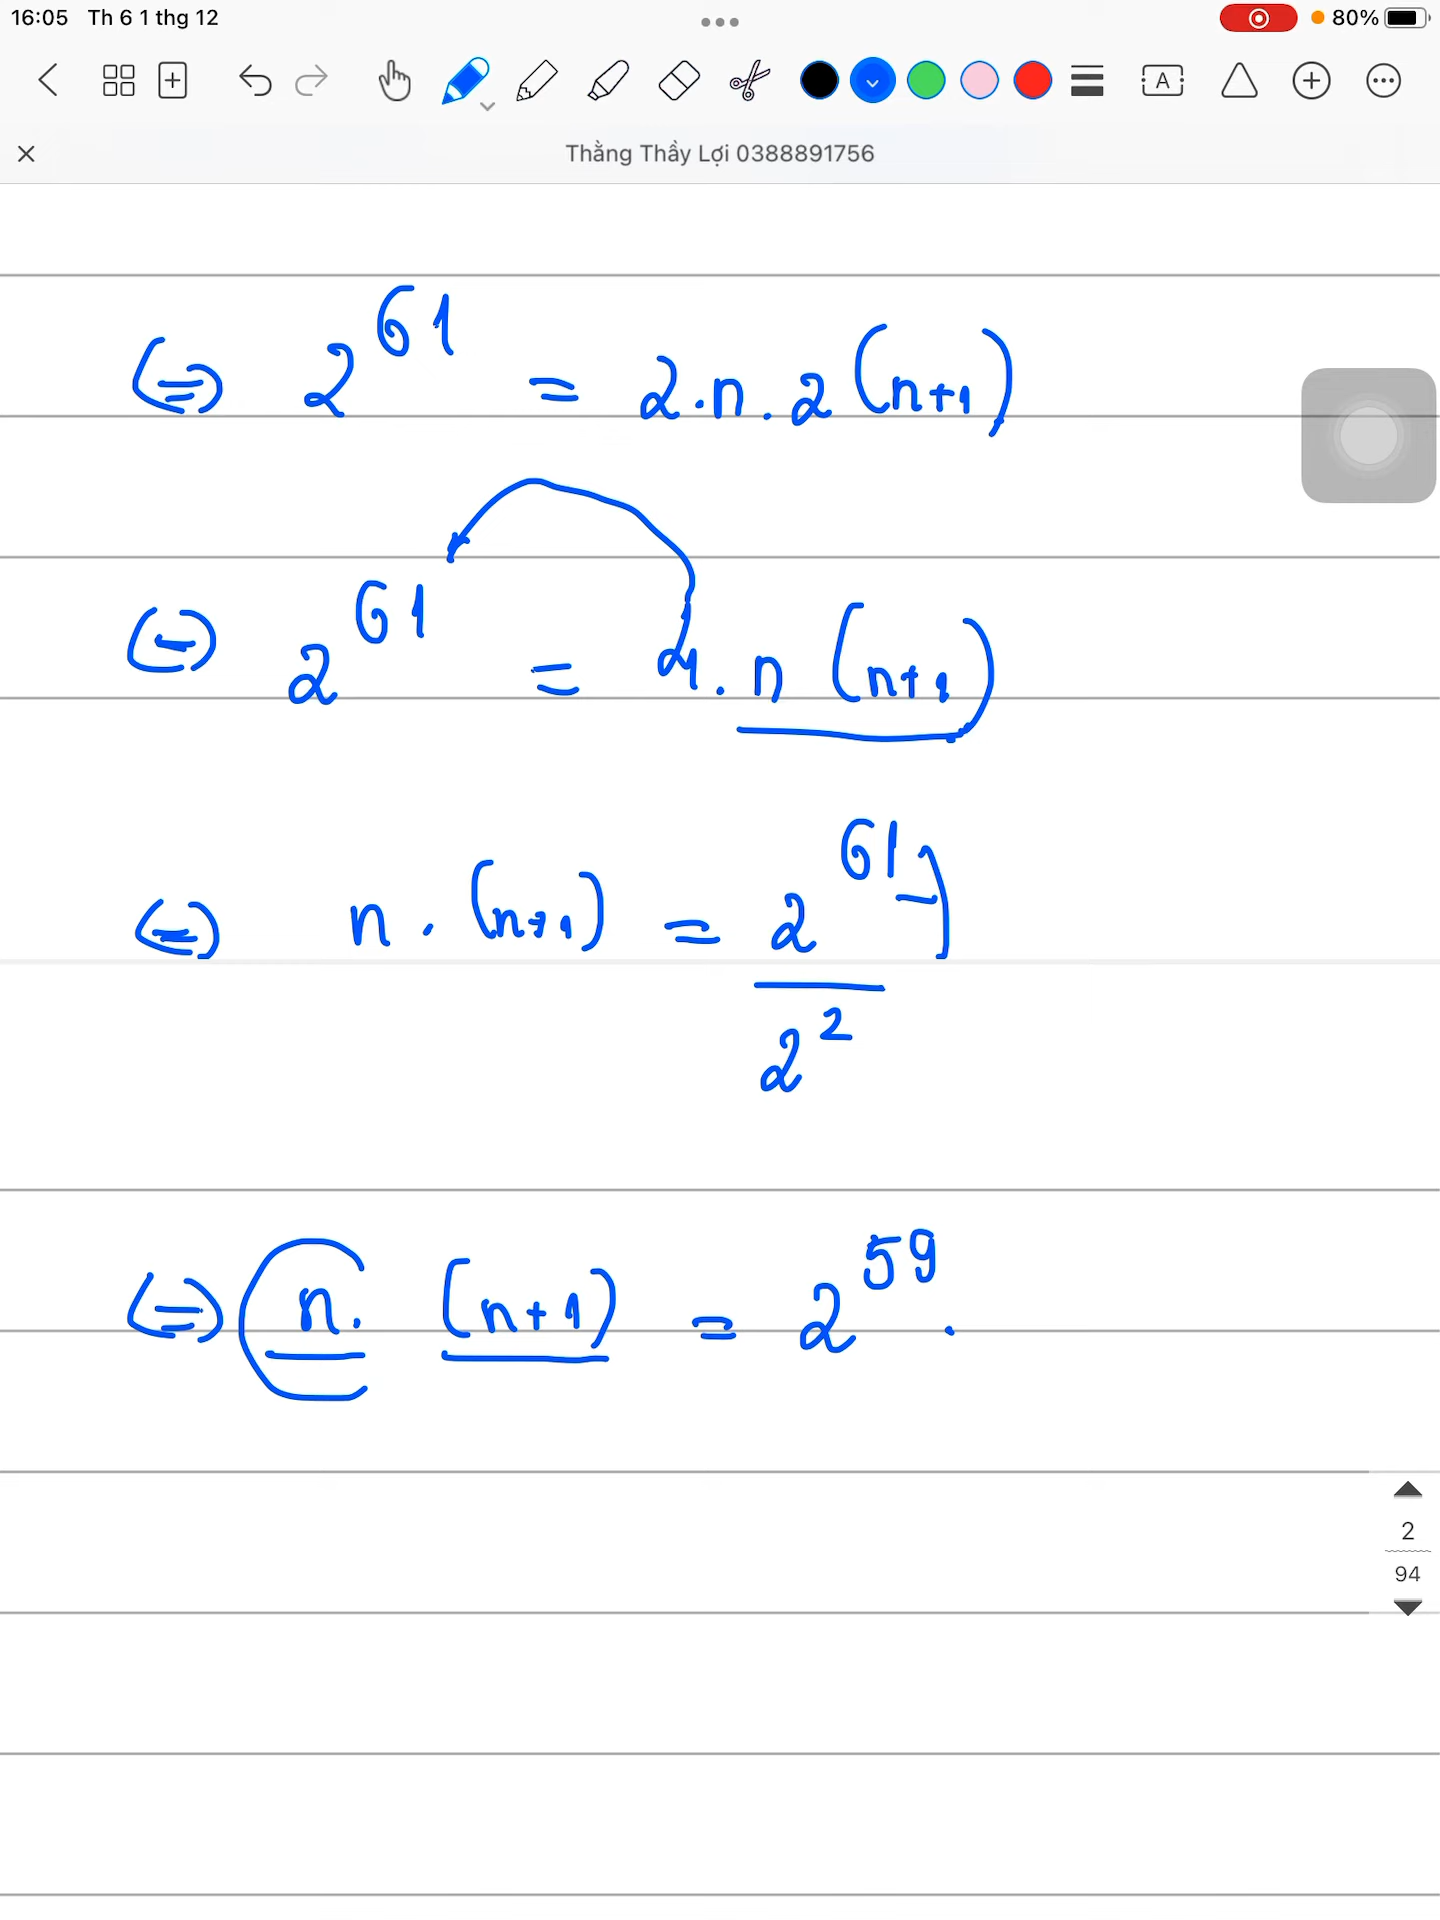 16:05 Th 6 1 thg 12 80%
A
Thằng Thầy Lợi 0388891756
(=) 2^61 = 2.n.2(n+1)
(=) 2^61 = 4.n(n+1)
(=) n.(n+1) = 2^61 / 2^2
(=) n.(n+1) = 2^59.
2
94